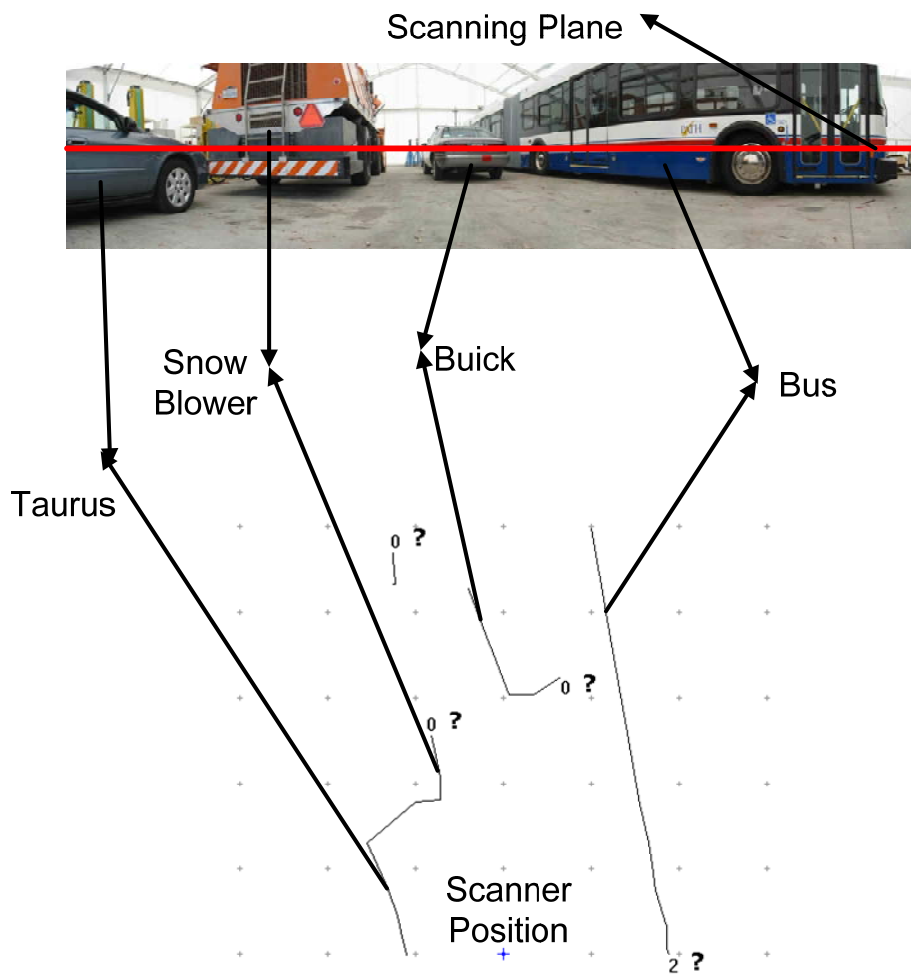 Scanning Plane
Snow
Blower
Buick
Bus
Taurus
0 ?
0 ?
0 ?
Scanner
Position
2 ?